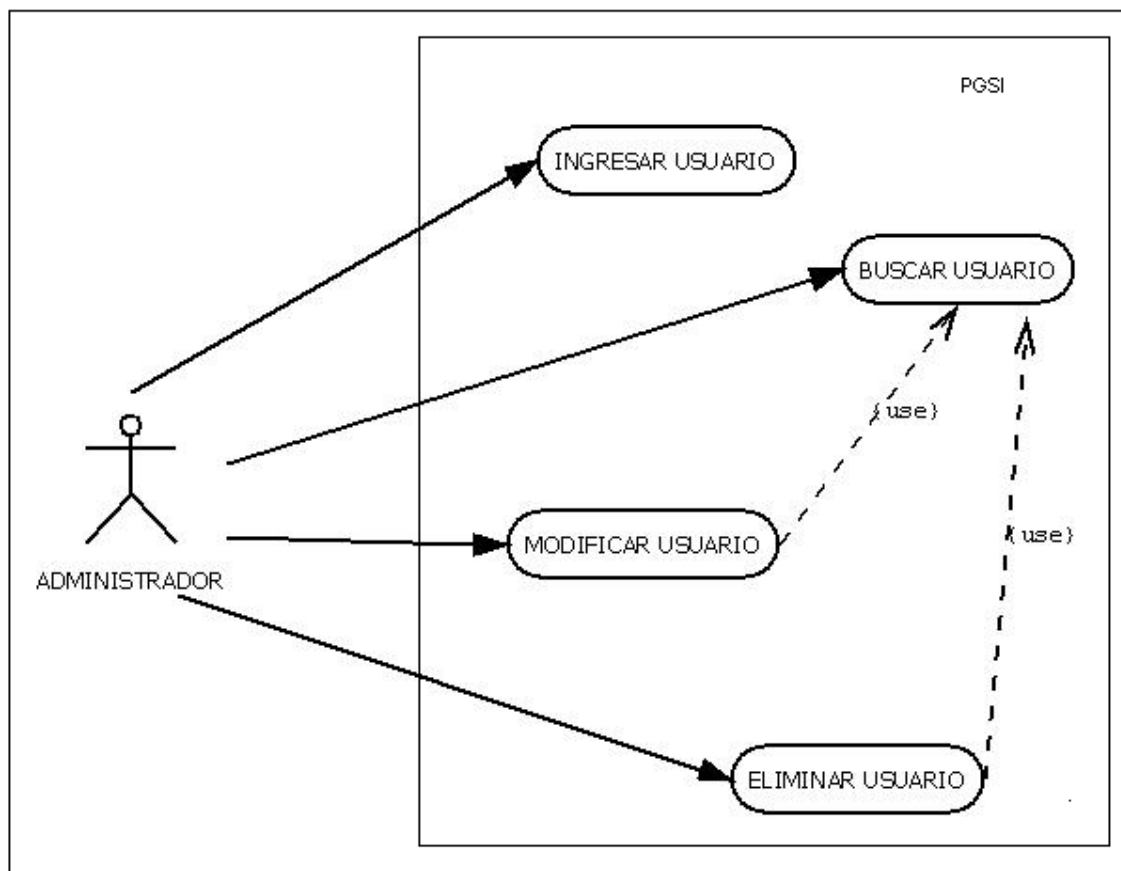 PGSI
INGRESAR USUARIO
BUSCAR USUARIO
{use}
MODIFICAR USUARIO
{use}
ADMINISTRADOR
ELIMINAR USUARIO